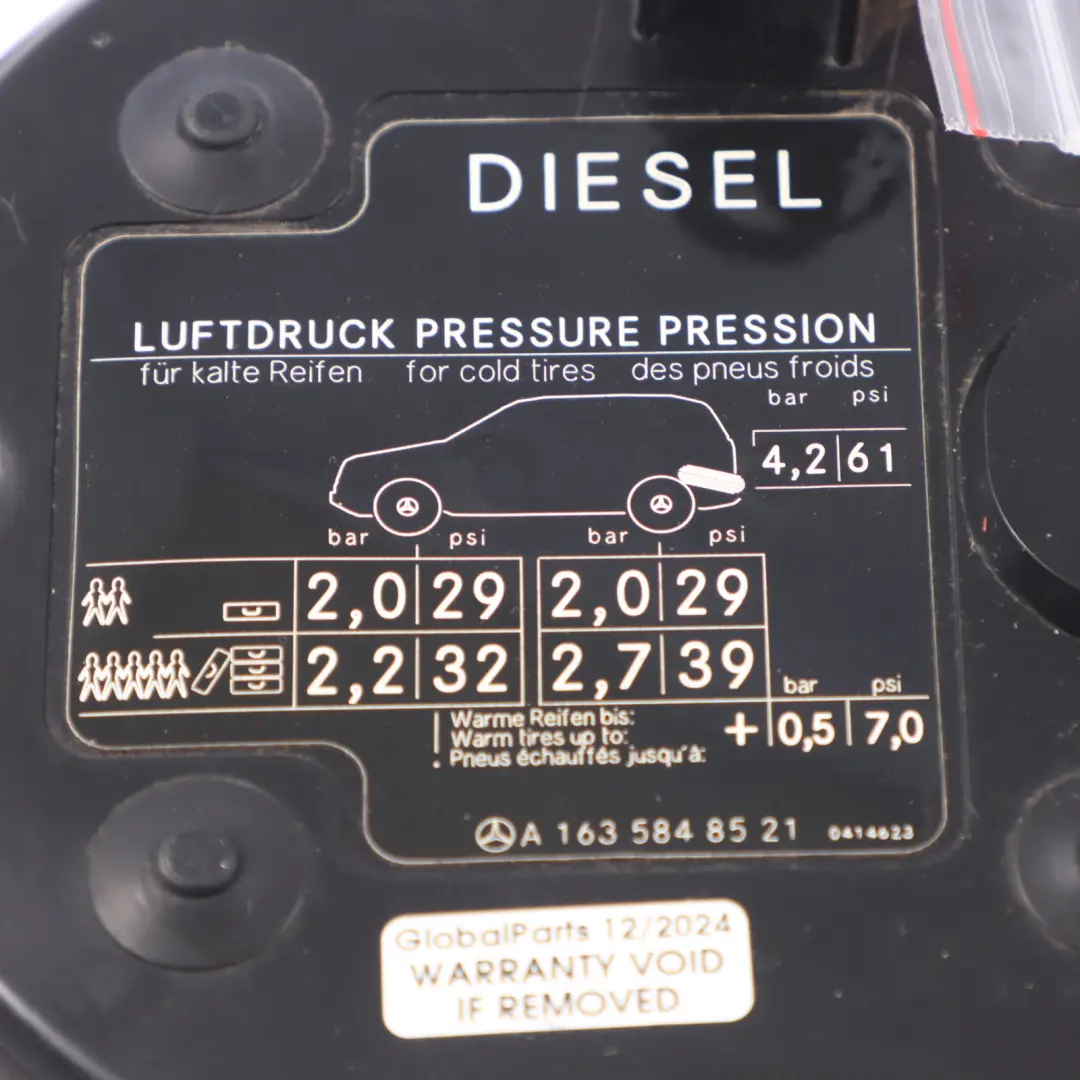 DIESEL
LUFTDRUCK PRESSURE PRESSION
für kalte Reifen for cold tires des pneus froids
bar psi
4,2 61
bar psi bar psi
2,0 29 2,0 29
2,2 32 2,7 39
bar psi
Warme Reifen bis:
Warm tires up to:
Pneus échauffés jusqu'à:
+ 0,5 7,0
A 163 584 85 21 0414623
GlobalParts 12/2024
WARRANTY VOID
IF REMOVED